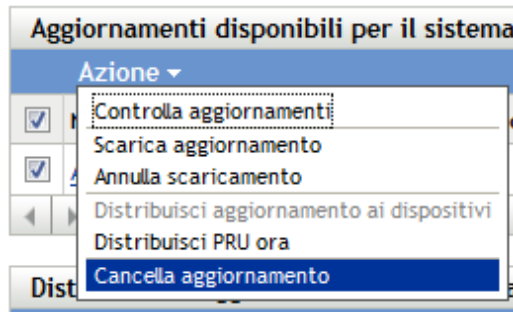 Aggiornamenti disponibili per il sistema
Azione
Controlla aggiornamenti
Scarica aggiornamento
Annulla scaricamento
Distribuisci aggiornamento ai dispositivi
Distribuisci PRU ora
Cancella aggiornamento
Dist